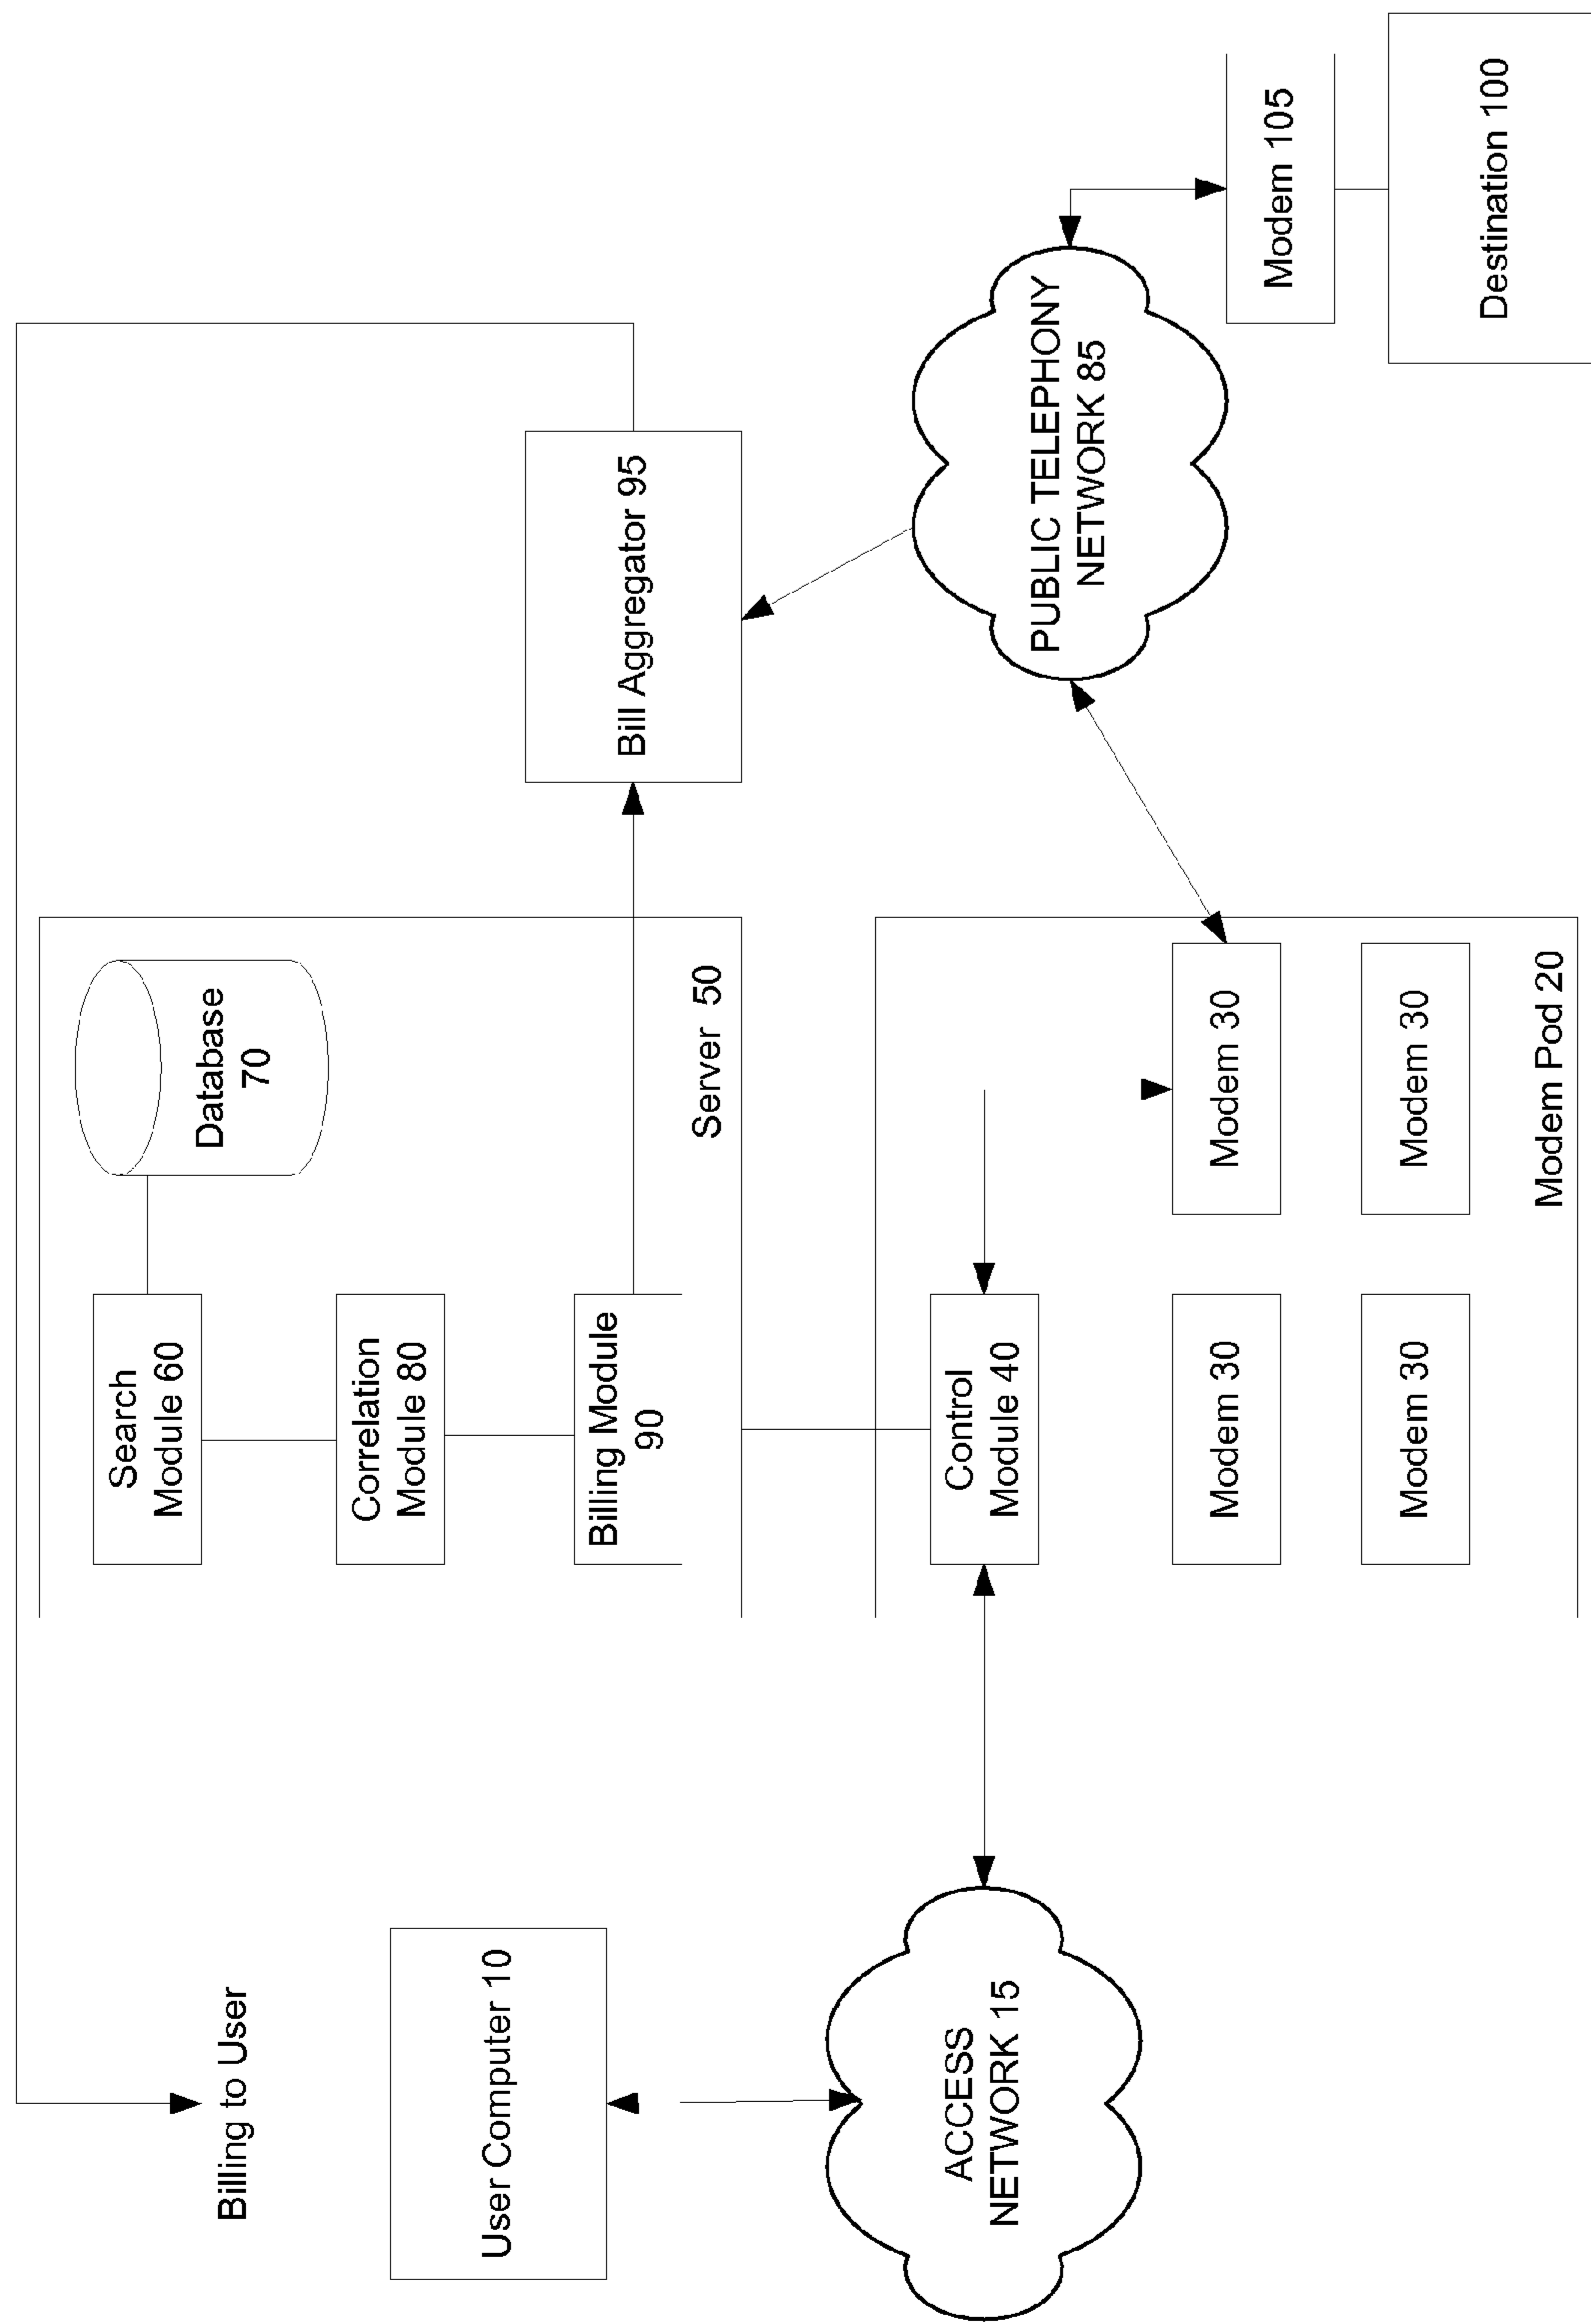 Billing to User
User Computer 10
ACCESS
NETWORK 15
Search
Module 60
Correlation
Module 80
Billing Module
90
Database
70
Server 50
Control
Module 40
Modem 30
Modem 30
Modem 30
Modem 30
Modem Pod 20
Bill Aggregator 95
PUBLIC TELEPHONY
NETWORK 85
Modem 105
Destination 100